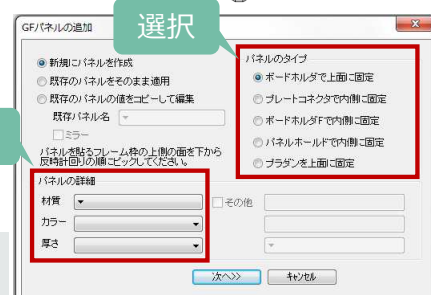 GFパネルの追加
選択
新規にパネルを作成
既存のパネルをそのまま適用
既存のパネルの値をコピーして編集
既存パネル名
ミラー
パネルを貼るフレーム枠の上側の面を下から
反時計回りの順にピックしてください。
パネルのタイプ
ボードホルダで上面に固定
プレートコネクタで内側に固定
ボードホルダFで内側に固定
パネルホールドで内側に固定
プラダンを上面に固定
パネルの詳細
材質
その他
カラー
厚さ
次へ>>
キャンセル